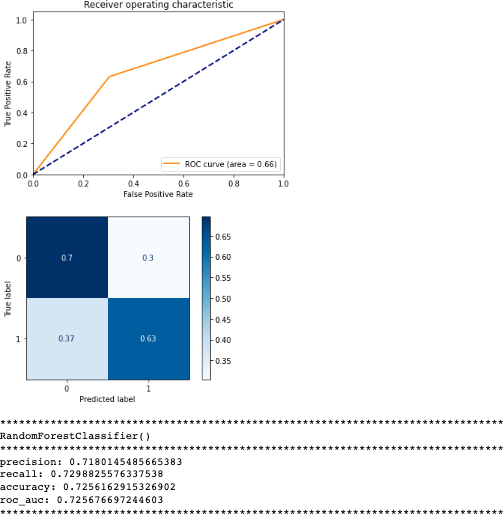 Receiver operating characteristic
1.0
0.8
0.6
0.4
0.2
0.0
True Positive Rate
ROC curve (area = 0.66)
0.0 0.2 0.4 0.6 0.8 1.0
False Positive Rate
0
1
True label
0.7 0.3
0.37 0.63
0.65
0.60
0.55
0.50
0.45
0.40
0.35
0 1
Predicted label
********************************************************************************
RandomForestClassifier()
********************************************************************************
precision: 0.7180145485665383
recall: 0.7298825576337538
accuracy: 0.7256162915326902
roc_auc: 0.725676697244603
********************************************************************************